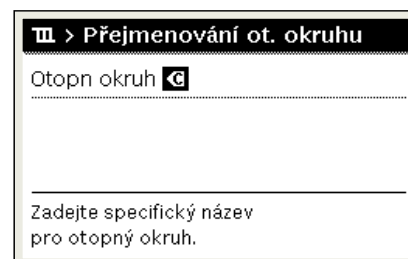 > Přejmenování ot. okruhu
Otopn okruh C
Zadejte specifický název
pro otopný okruh.